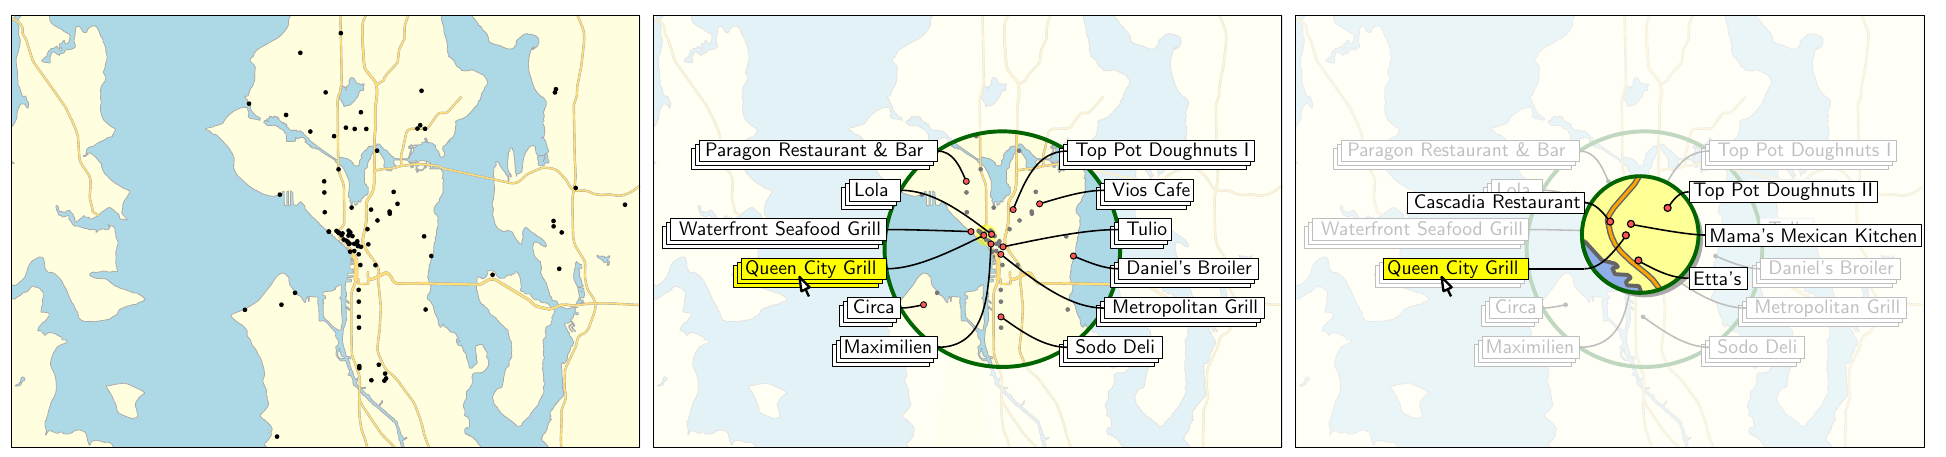 Paragon Restaurant & Bar
Top Pot Doughnuts I
Lola
Vios Cafe
Waterfront Seafood Grill
Tulio
Queen City Grill
Daniel's Broiler
Circa
Metropolitan Grill
Maximilien
Sodo Deli
Paragon Restaurant & Bar
Top Pot Doughnuts I
Lola
Top Pot Doughnuts II
Cascadia Restaurant
Waterfront Seafood Grill
Mama's Mexican Kitchen
Queen City Grill
Daniel's Broiler
Etta's
Circa
Metropolitan Grill
Maximilien
Sodo Deli